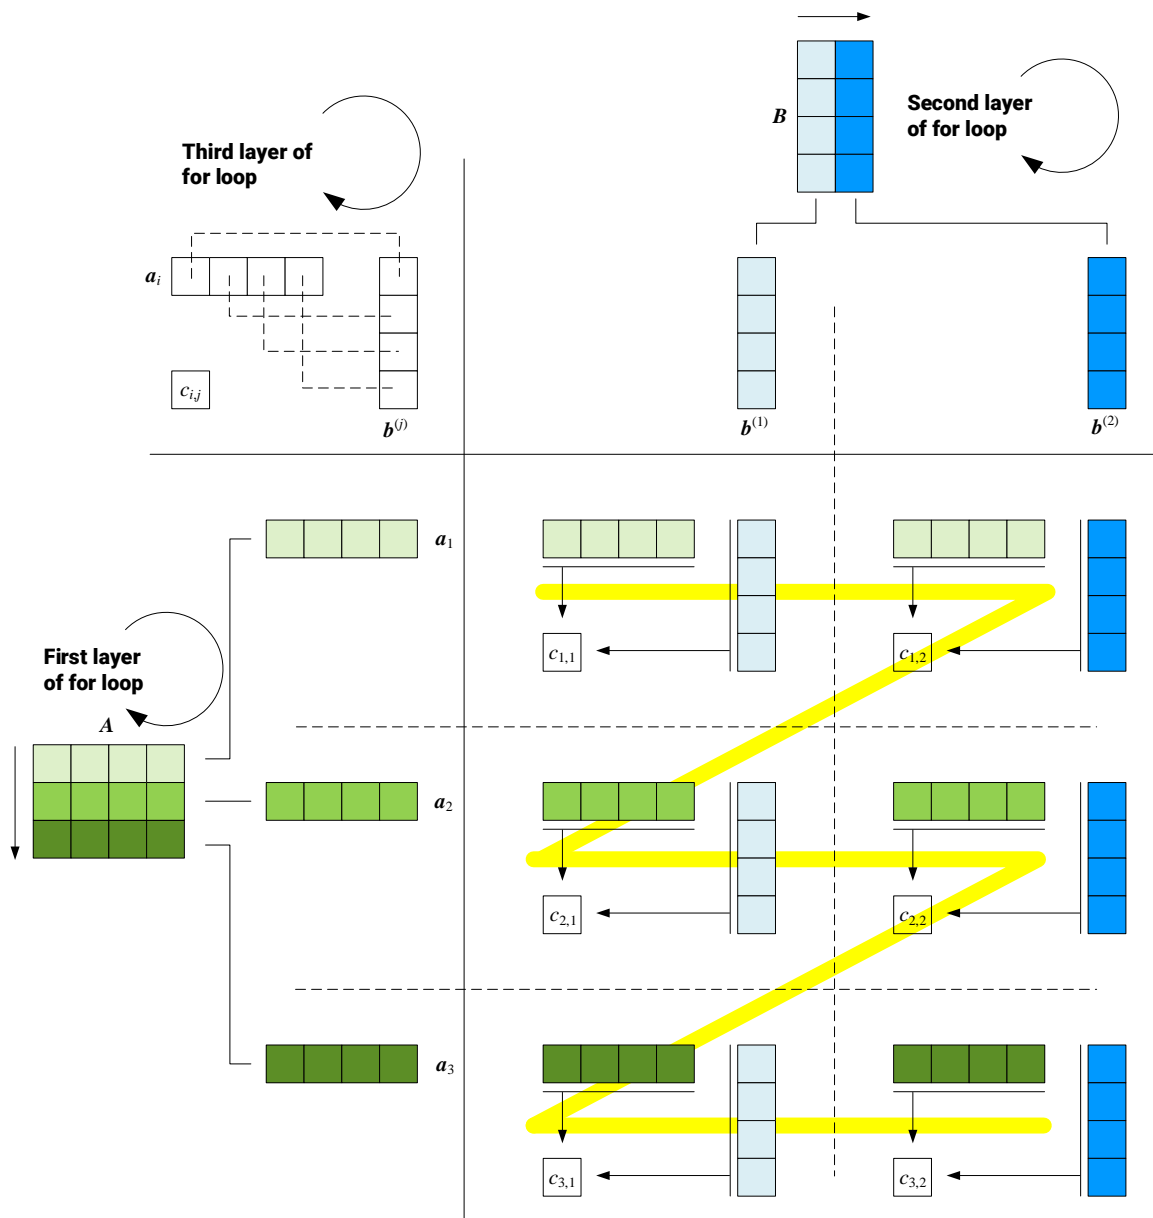 Second layer
of for loop
B
Third layer of
for loop
a_i
c_{i,j}
b^{(j)}
b^{(1)}
b^{(2)}
a_1
c_{1,1}
c_{1,2}
First layer
of for loop
A
a_2
c_{2,1}
c_{2,2}
a_3
c_{3,1}
c_{3,2}